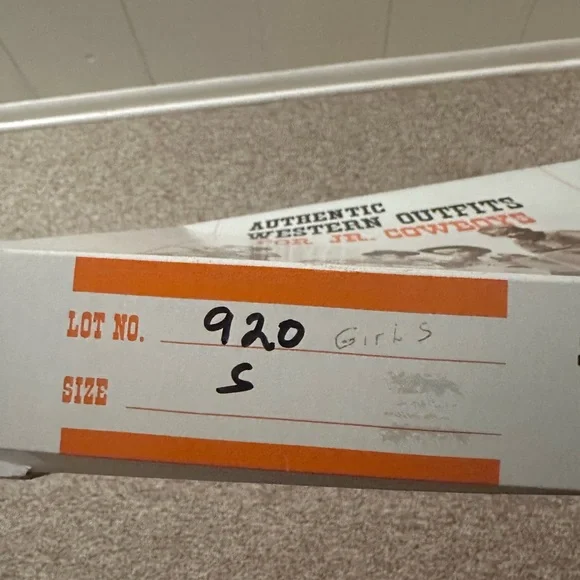 AUTHENTIC
WESTERN OUTFITS
FOR JR. COWBOYS
LOT NO. 920 Girls
SIZE S